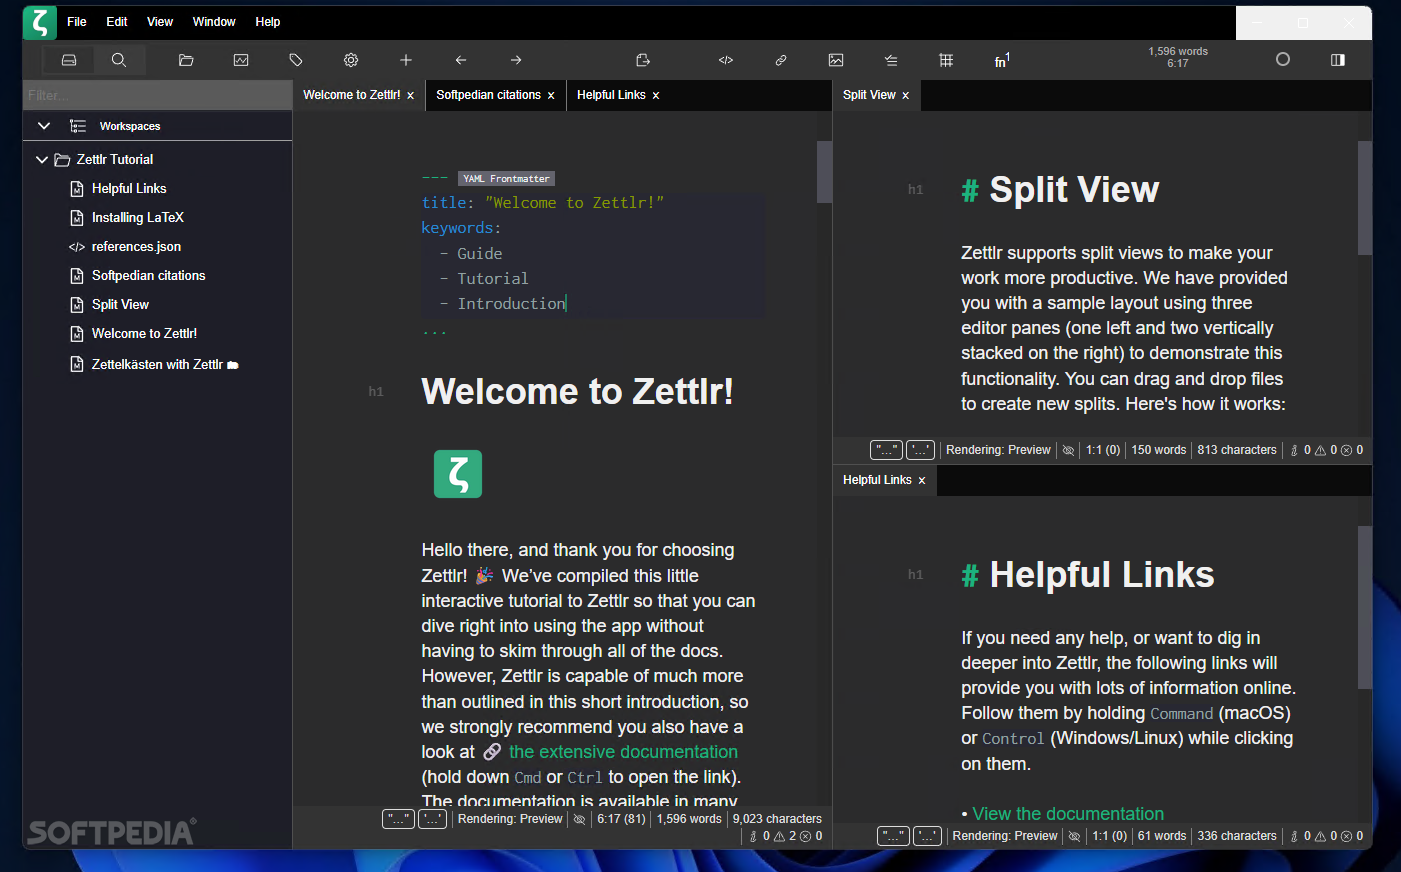 ζ File Edit View Window Help
fn1
1,596 words
6:17
Filter...
Workspaces
Zettlr Tutorial
Helpful Links
Installing LaTeX
</> references.json
Softpedian citations
Split View
Welcome to Zettlr!
Zettelkästen with Zettlr
SOFTPEDIA®
Welcome to Zettlr! x Softpedian citations x Helpful Links x
--- YAML Frontmatter
title: "Welcome to Zettlr!"
keywords:
- Guide
- Tutorial
- Introduction
...
h1 Welcome to Zettlr!
ζ
Hello there, and thank you for choosing
Zettlr! 🎉 We’ve compiled this little
interactive tutorial to Zettlr so that you can
dive right into using the app without
having to skim through all of the docs.
However, Zettlr is capable of much more
than outlined in this short introduction, so
we strongly recommend you also have a
look at 🔗 the extensive documentation
(hold down Cmd or Ctrl to open the link).
The documentation is available in many
"..." '...' Rendering: Preview 6:17 (81) 1,596 words 9,023 characters
0 2 0
Split View x
h1 # Split View
Zettlr supports split views to make your
work more productive. We have provided
you with a sample layout using three
editor panes (one left and two vertically
stacked on the right) to demonstrate this
functionality. You can drag and drop files
to create new splits. Here's how it works:
"..." '...' Rendering: Preview 1:1 (0) 150 words 813 characters 0 0 0
Helpful Links x
h1 # Helpful Links
If you need any help, or want to dig in
deeper into Zettlr, the following links will
provide you with lots of information online.
Follow them by holding Command (macOS)
or Control (Windows/Linux) while clicking
on them.
• View the documentation
"..." '...' Rendering: Preview 1:1 (0) 61 words 336 characters 0 0 0